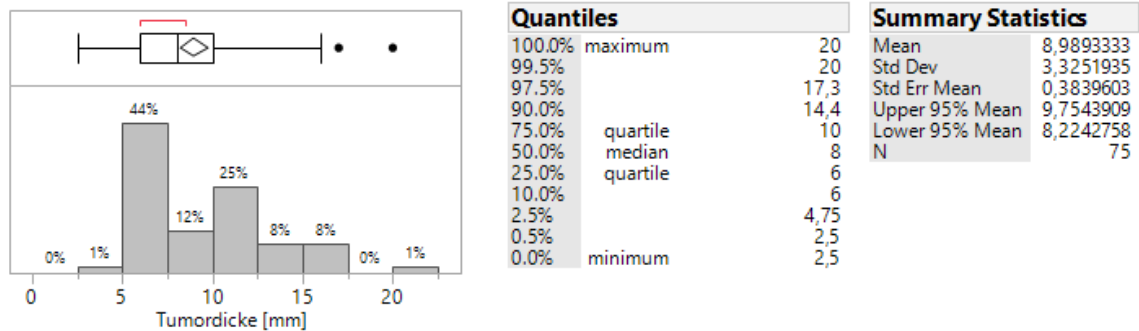 44%
12%
25%
8%
8%
0%
1%
0%
1%
0
5
10
15
20
Tumordicke [mm]
Quantiles
100.0% maximum 20
99.5% 20
97.5% 17,3
90.0% 14,4
75.0% quartile 10
50.0% median 8
25.0% quartile 6
10.0% 6
2.5% 4,75
0.5% 2,5
0.0% minimum 2,5
Summary Statistics
Mean 8,9893333
Std Dev 3,3251935
Std Err Mean 0,3839603
Upper 95% Mean 9,7543909
Lower 95% Mean 8,2242758
N 75